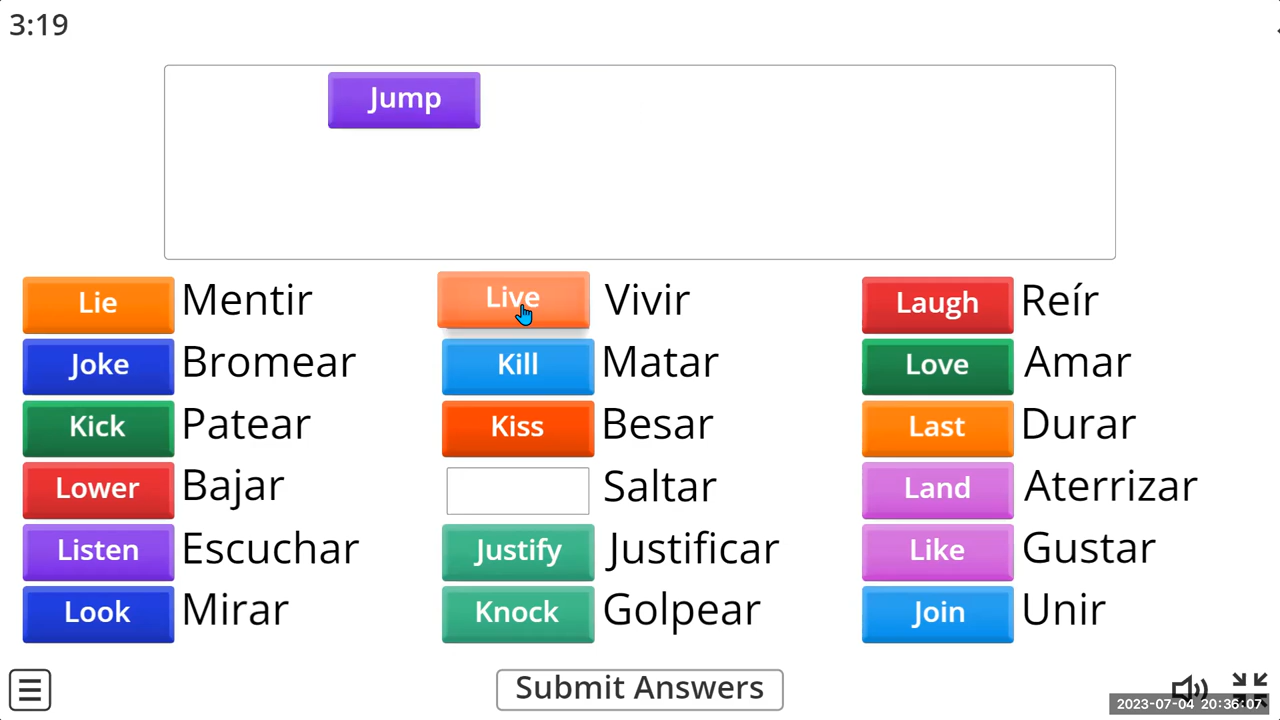 3:19
Jump
Lie Mentir Live Vivir Laugh Reír
Joke Bromear Kill Matar Love Amar
Kick Patear Kiss Besar Last Durar
Lower Bajar Saltar Land Aterrizar
Listen Escuchar Justify Justificar Like Gustar
Look Mirar Knock Golpear Join Unir
Submit Answers
2023-07-04 20:36:07